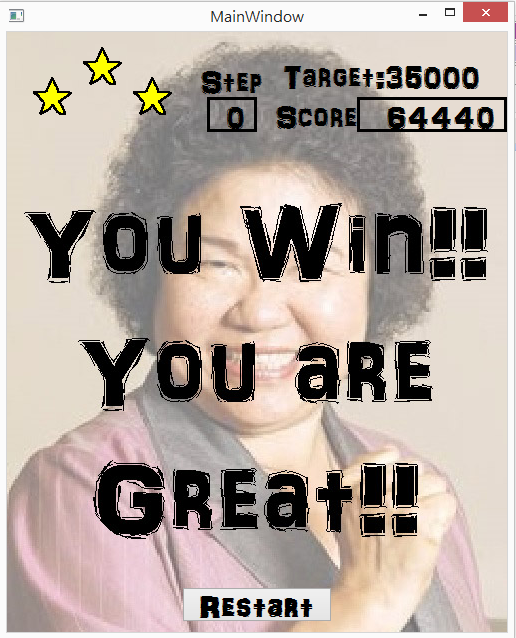 MainWindow
Step Target:35000
0 Score 64440
You Win!!
You are
Great!!
Restart